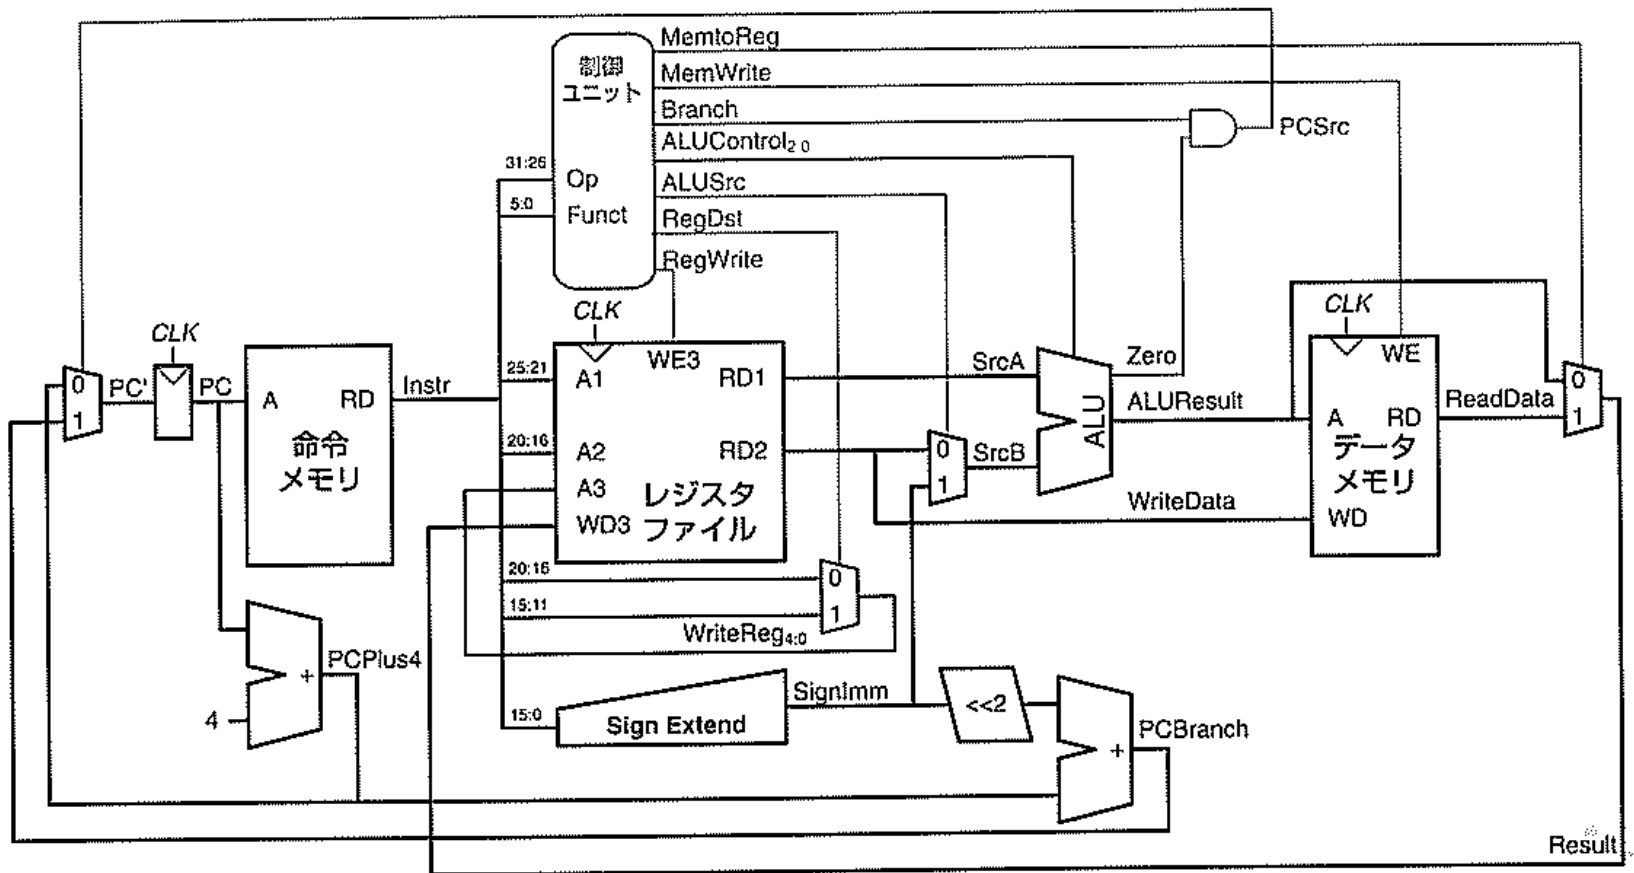 MemtoReg
制御
ユニット
MemWrite
Branch
PCSrc
ALUControl2 0
31:26
Op
ALUSrc
5:0
Funct
RegDst
RegWrite
CLK
CLK
CLK
WE3
WE
0
1
PC'
PC
A
RD
Instr
命令
メモリ
25:21
A1
RD1
SrcA
Zero
ALU
ALUResult
A
RD
ReadData
0
1
データ
メモリ
20:16
A2
RD2
0
1
SrcB
A3
レジスタ
ファイル
WD3
WriteData
WD
20:16
0
15:11
1
WriteReg4:0
PCPlus4
+
4
SignImm
15:0
Sign Extend
<<2
PCBranch
+
Result